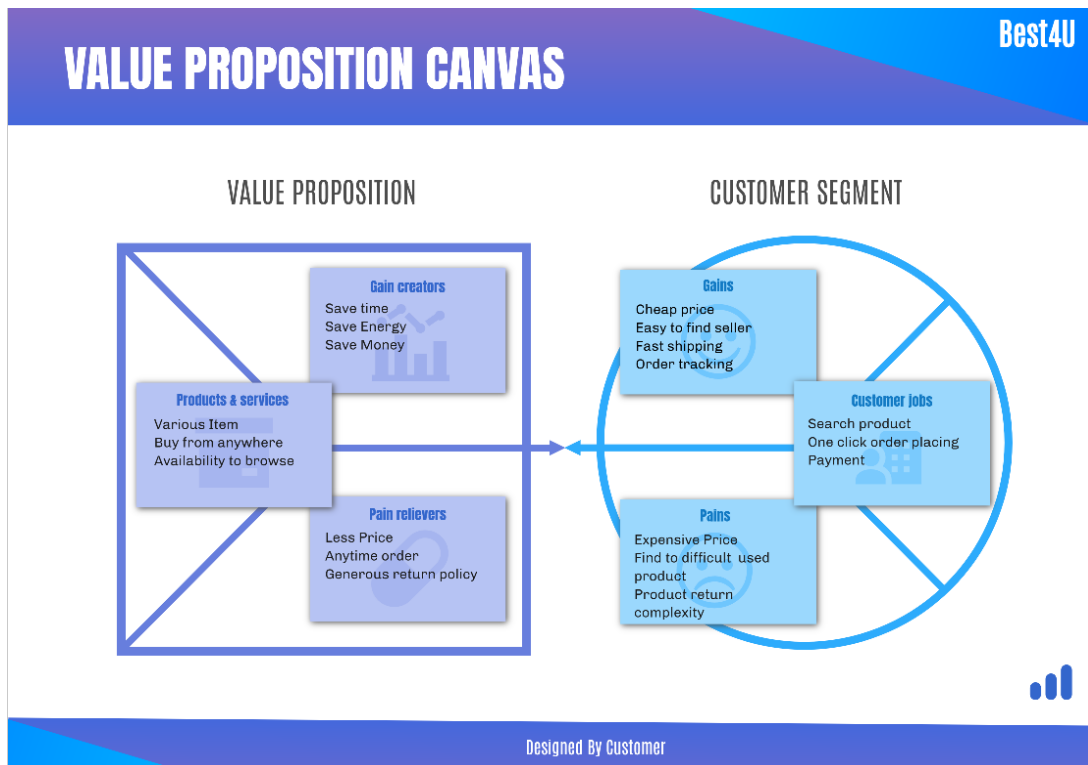 Best4U
VALUE PROPOSITION CANVAS
VALUE PROPOSITION
CUSTOMER SEGMENT
Gain creators
Save time
Save Energy
Save Money
Products & services
Various Item
Buy from anywhere
Availability to browse
Pain relievers
Less Price
Anytime order
Generous return policy
Gains
Cheap price
Easy to find seller
Fast shipping
Order tracking
Customer jobs
Search product
One click order placing
Payment
Pains
Expensive Price
Find to difficult used
product
Product return
complexity
Designed By Customer